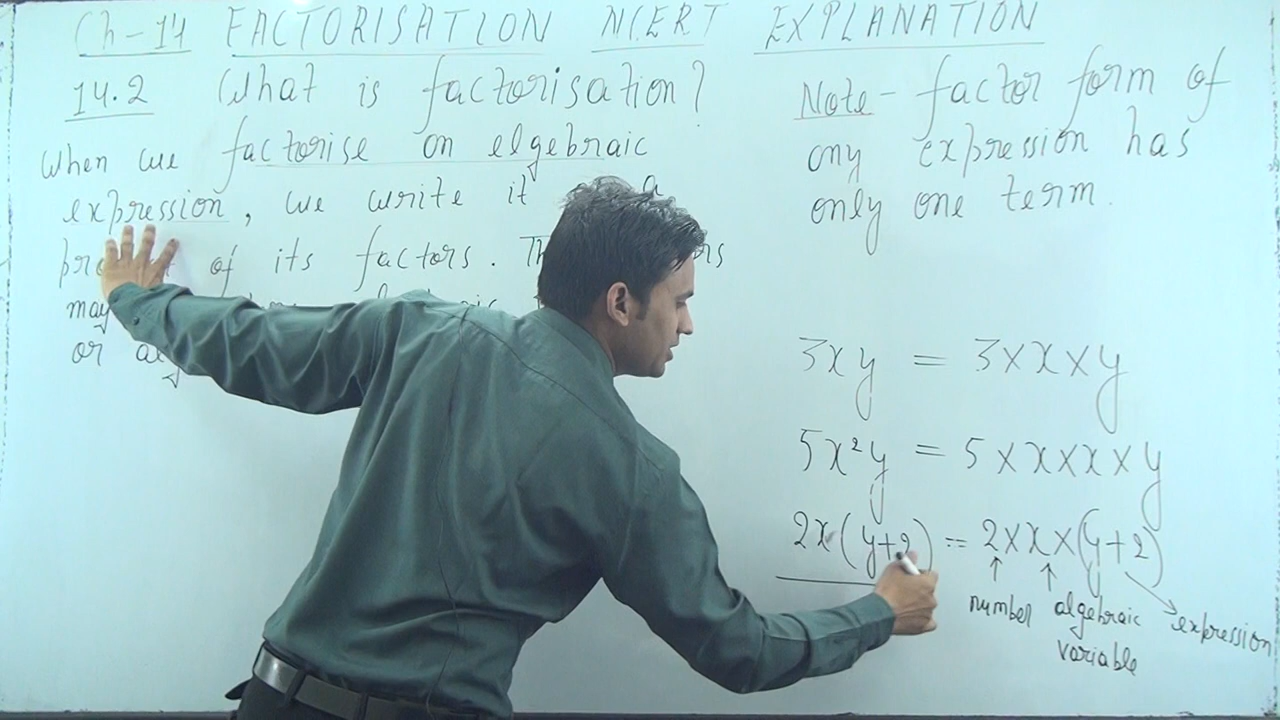 Ch-14 FACTORISATION NCERT EXPLANATION
14.2 What is factorisation?
When we factorise an algebraic
expression, we write it a
of its factors.
may
or
Note- factor form of
any expression has
only one term.
3xy = 3×x×y
5x²y = 5×x×x×y
2x(y+2) = 2×x×(y+2)
number algebraic expression
variable